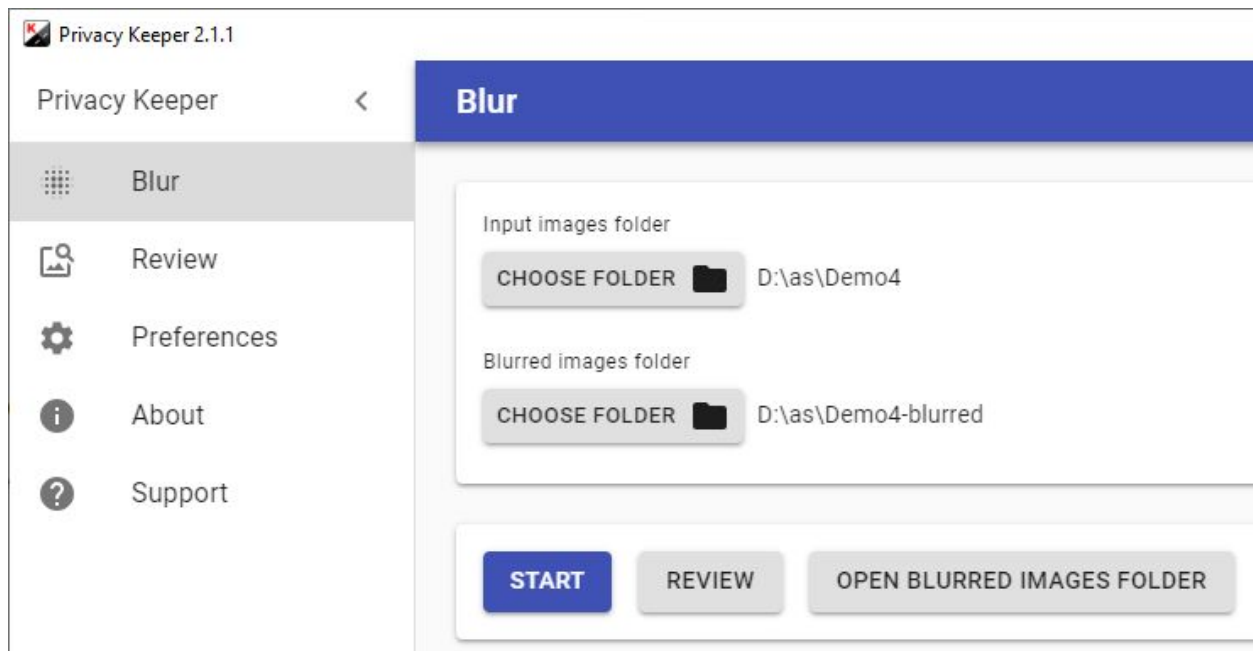 Privacy Keeper 2.1.1
Privacy Keeper
Blur
Review
Preferences
About
Support
Blur
Input images folder
CHOOSE FOLDER D:\as\Demo4
Blurred images folder
CHOOSE FOLDER D:\as\Demo4-blurred
START REVIEW OPEN BLURRED IMAGES FOLDER